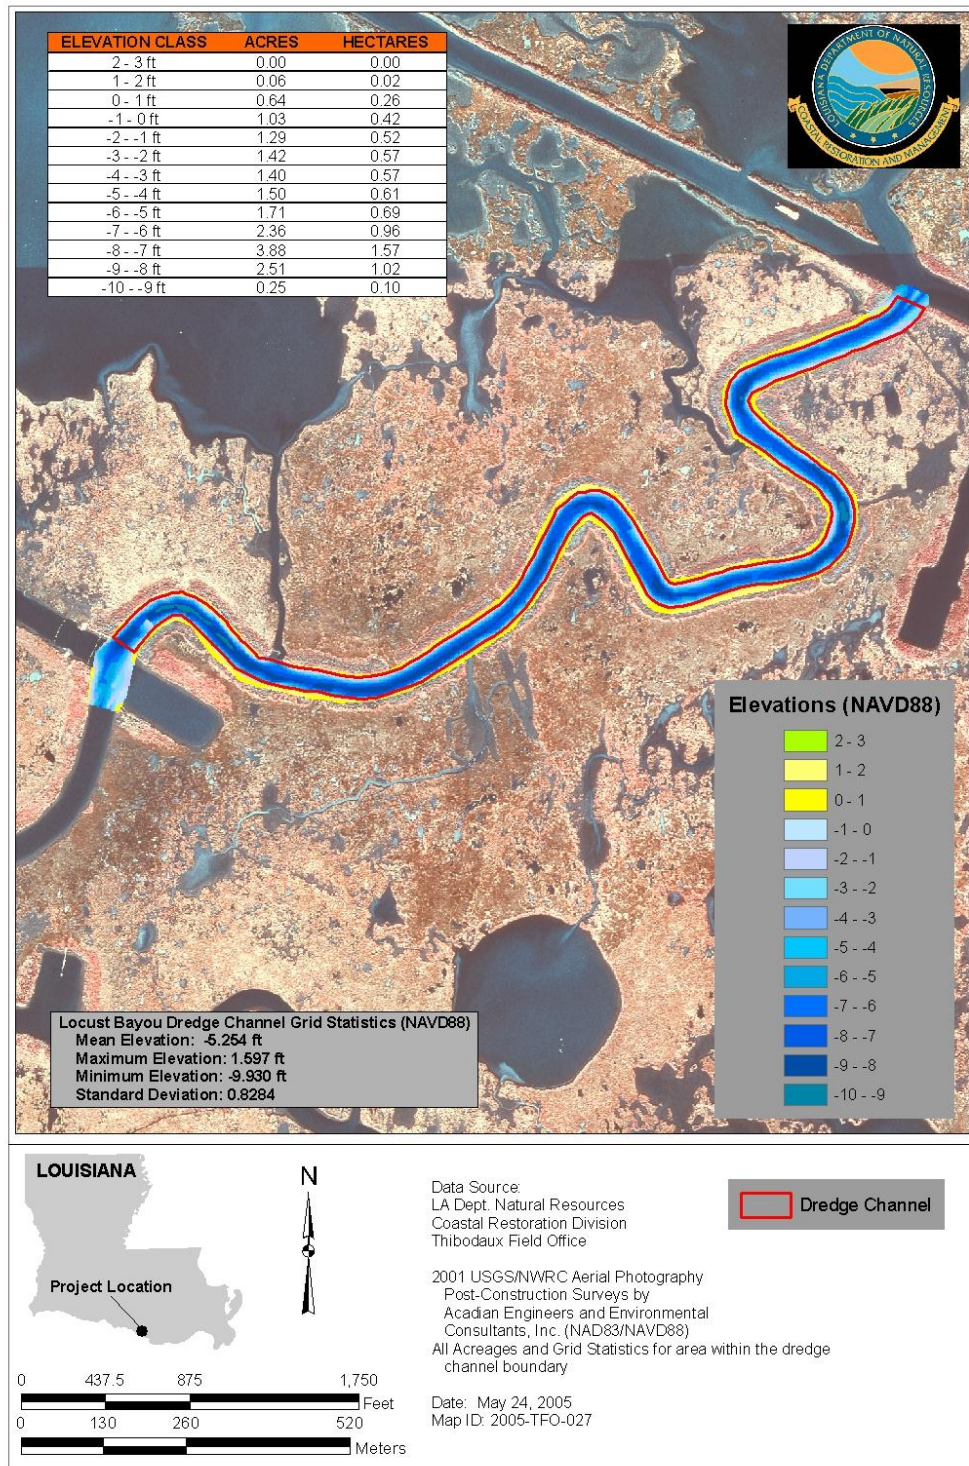 ELEVATION CLASS ACRES HECTARES
2 - 3 ft 0.00 0.00
1 - 2 ft 0.06 0.02
0 - 1 ft 0.64 0.26
-1 - 0 ft 1.03 0.42
-2 - -1 ft 1.29 0.52
-3 - -2 ft 1.42 0.57
-4 - -3 ft 1.40 0.57
-5 - -4 ft 1.50 0.61
-6 - -5 ft 1.71 0.69
-7 - -6 ft 2.36 0.96
-8 - -7 ft 3.88 1.57
-9 - -8 ft 2.51 1.02
-10 - -9 ft 0.25 0.10
LOUISIANA DEPARTMENT OF NATURAL RESOURCES
COASTAL RESTORATION AND MANAGEMENT
Elevations (NAVD88)
2 - 3
1 - 2
0 - 1
-1 - 0
-2 - -1
-3 - -2
-4 - -3
-5 - -4
-6 - -5
-7 - -6
-8 - -7
-9 - -8
-10 - -9
Locust Bayou Dredge Channel Grid Statistics (NAVD88)
Mean Elevation: -5.254 ft
Maximum Elevation: 1.597 ft
Minimum Elevation: -9.930 ft
Standard Deviation: 0.8284
LOUISIANA
Project Location
N
0 437.5 875 1,750
Feet
0 130 260 520
Meters
Data Source:
LA Dept. Natural Resources
Coastal Restoration Division
Thibodaux Field Office
2001 USGS/NWRC Aerial Photography
Post-Construction Surveys by
Acadian Engineers and Environmental
Consultants, Inc. (NAD83/NAVD88)
All Acreages and Grid Statistics for area within the dredge
channel boundary
Date: May 24, 2005
Map ID: 2005-TFO-027
Dredge Channel